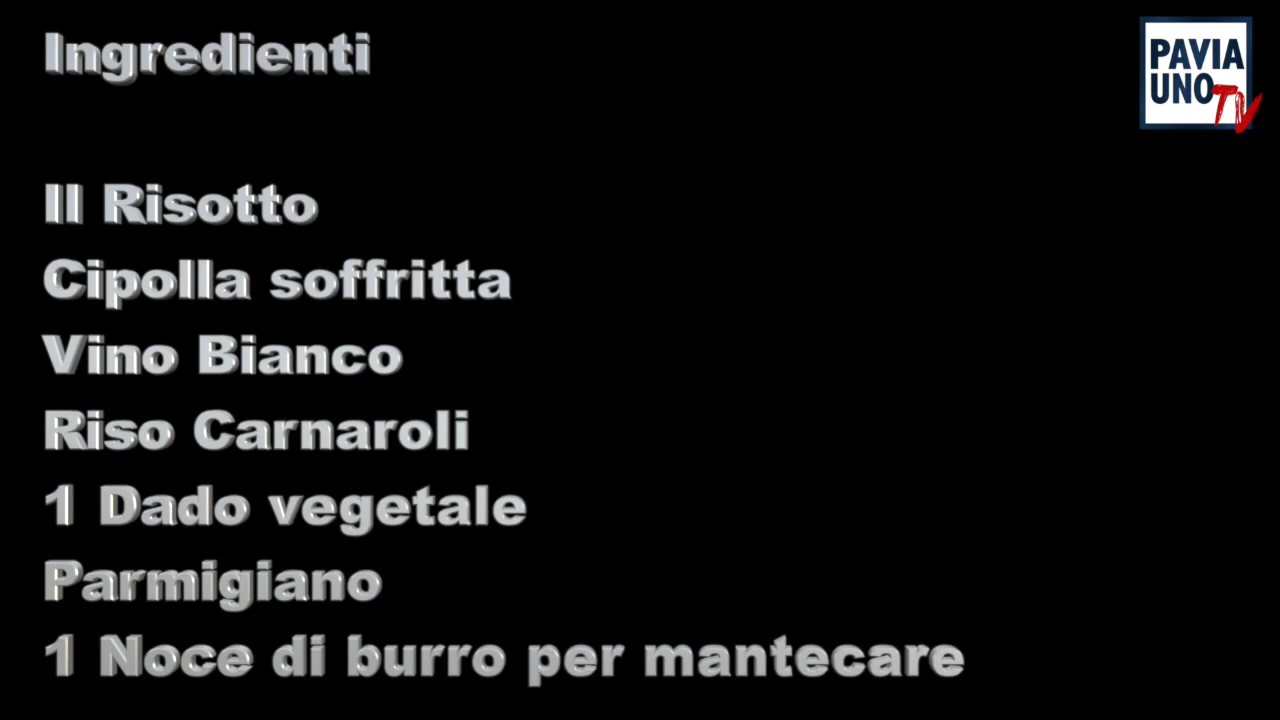 Ingredienti
PAVIA
UNO TV
Il Risotto
Cipolla soffritta
Vino Bianco
Riso Carnaroli
1 Dado vegetale
Parmigiano
1 Noce di burro per mantecare